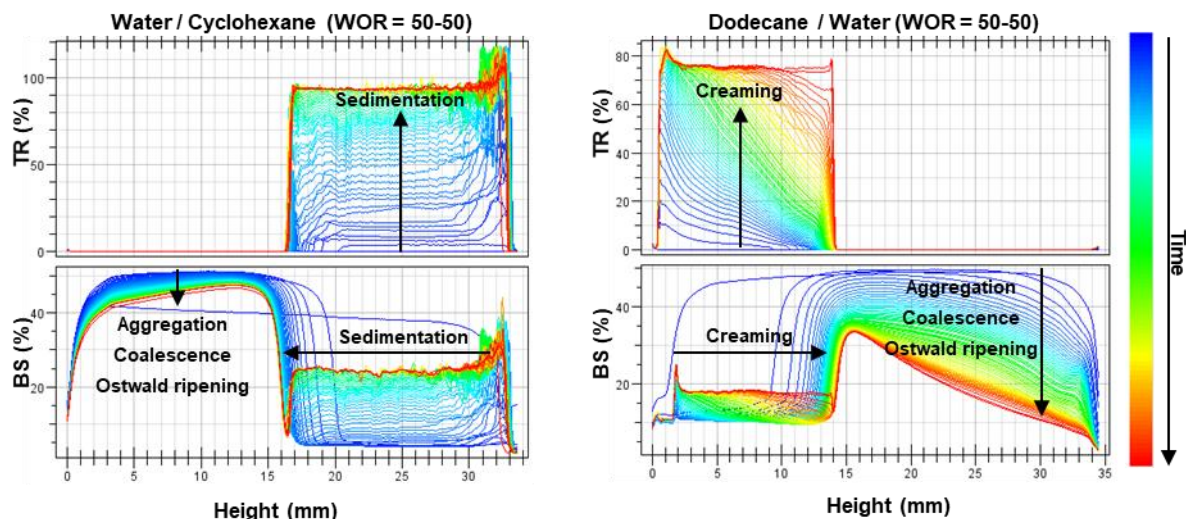 Water / Cyclohexane (WOR = 50-50)
TR (%)
100
50
0
Sedimentation
BS (%)
40
20
Aggregation
Coalescence
Ostwald ripening
Sedimentation
0 5 10 15 20 25 30
Height (mm)
Dodecane / Water (WOR = 50-50)
TR (%)
80
60
40
20
0
Creaming
BS (%)
40
20
Creaming
Aggregation
Coalescence
Ostwald ripening
0 5 10 15 20 25 30 35
Height (mm)
Time